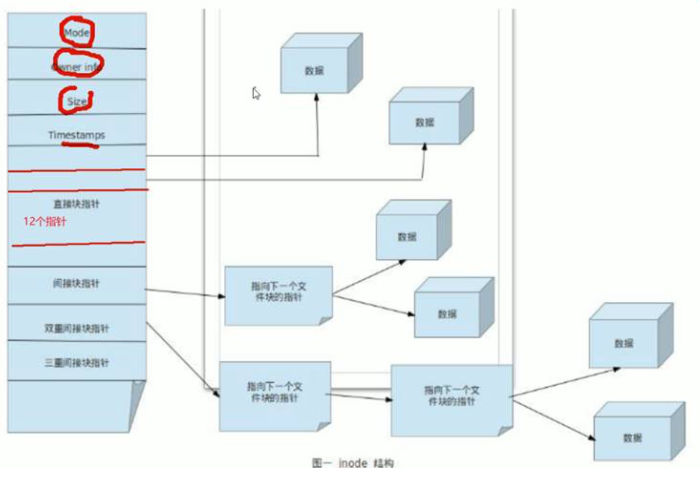 Mode
Owner info
Size
Timestamps
直接块指针
12个指针
间接块指针
双重间接块指针
三重间接块指针
数据
数据
数据
数据
指向下一个文
件块的指针
指向下一个文
件块的指针
指向下一个文
件块的指针
数据
数据
图一 inode 结构